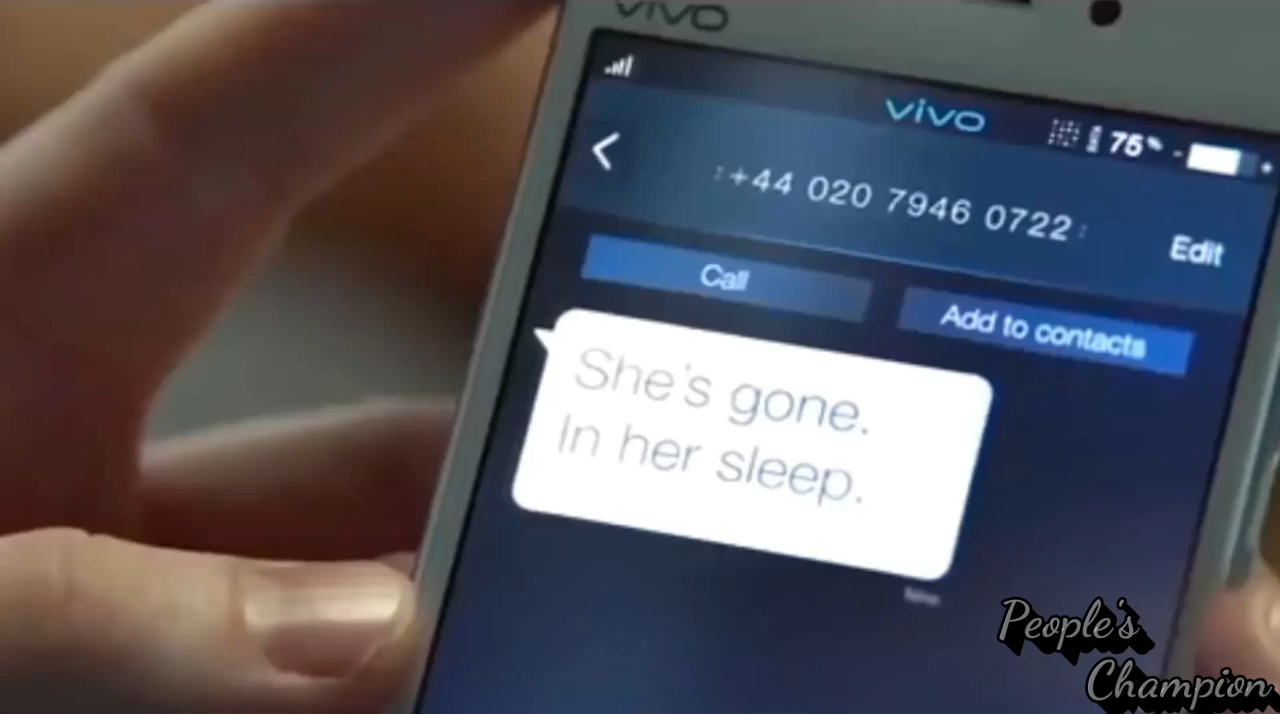 vivo
vivo
75%
+44 020 7946 0722
Edit
Call
Add to contacts
She's gone.
In her sleep.
People's
Champion